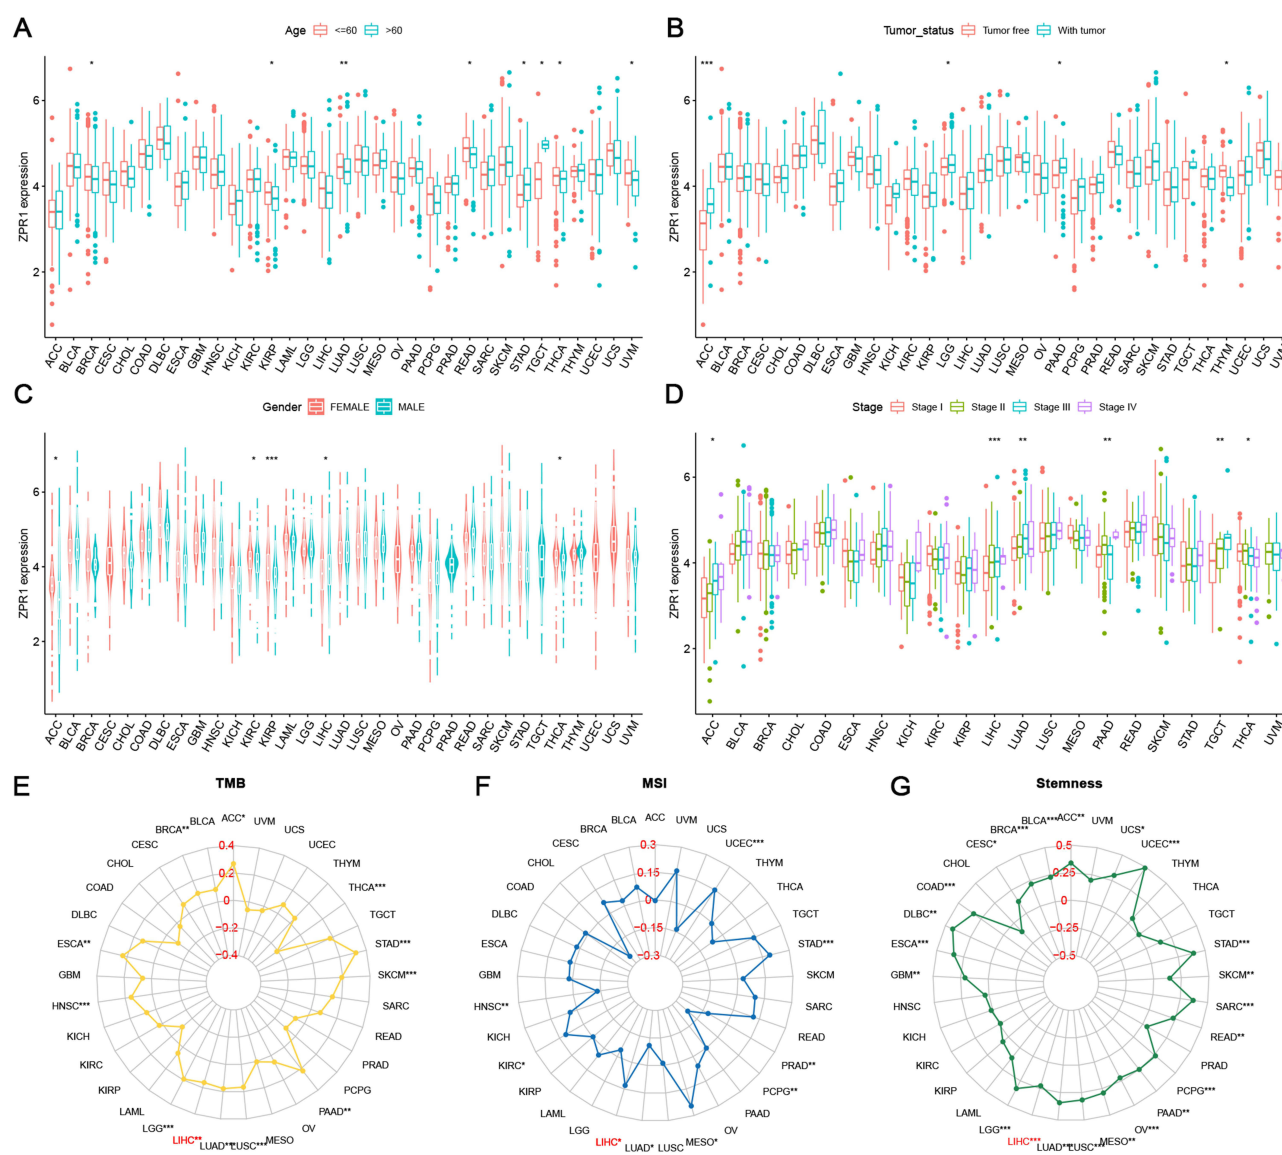 A
Age <=60 >60
ZPR1 expression
6
4
2
* * ** * * * * *
ACC BLCA BRCA CESC CHOL COAD DLBC ESCA GBM HNSC KICH KIRC KIRP LAML LGG LIHC LUAD LUSC MESO OV PAAD PCPG PRAD READ SARC SKCM STAD TGCT THCA THYM UCEC UCS UVM
B
Tumor_status Tumor free With tumor
ZPR1 expression
6
4
2
*** * * *
ACC BLCA BRCA CESC CHOL COAD DLBC ESCA GBM HNSC KICH KIRC KIRP LGG LIHC LUAD LUSC MESO OV PAAD PCPG PRAD READ SARC SKCM STAD TGCT THCA THYM UCEC UCS UVM
C
Gender FEMALE MALE
ZPR1 expression
6
4
2
* * *** * *
ACC BLCA BRCA CESC CHOL COAD DLBC ESCA GBM HNSC KICH KIRC KIRP LAML LGG LIHC LUAD LUSC MESO OV PAAD PCPG PRAD READ SARC SKCM STAD TGCT THCA THYM UCEC UCS UVM
D
Stage Stage I Stage II Stage III Stage IV
ZPR1 expression
6
4
2
* *** ** ** ** *
ACC BLCA BRCA CHOL COAD ESCA HNSC KICH KIRC KIRP LIHC LUAD LUSC MESO PAAD READ SKCM STAD TGCT THCA UVM
E
TMB
ACC*
UVM
UCS
UCEC
THYM
THCA***
TGCT
STAD***
SKCM***
SARC
READ
PRAD
PCPG
PAAD**
OV
MESO
LUSC***
LUAD**
LIHC**
LGG***
LAML
KIRP
KIRC
KICH
HNSC***
GBM
ESCA**
DLBC
COAD
CHOL
CESC
BRCA**
BLCA
0.4
0.2
0
−0.2
−0.4
F
MSI
ACC
UVM
UCS
UCEC***
THYM
THCA
TGCT
STAD***
SKCM
SARC
READ
PRAD**
PCPG**
PAAD
OV
MESO*
LUSC
LUAD*
LIHC*
LGG
LAML
KIRP
KIRC*
KICH
HNSC**
GBM
ESCA
DLBC
COAD
CHOL
CESC
BRCA
BLCA
0.3
0.15
0
−0.15
−0.3
G
Stemness
ACC**
UVM
UCS*
UCEC***
THYM
THCA
TGCT
STAD***
SKCM**
SARC***
READ**
PRAD
PCPG***
PAAD**
OV***
MESO**
LUSC***
LUAD**
LIHC***
LGG***
LAML
KIRP
KIRC
KICH
HNSC
GBM**
ESCA***
DLBC**
COAD***
CHOL
CESC*
BRCA***
BLCA***
0.5
0.25
0
−0.25
−0.5